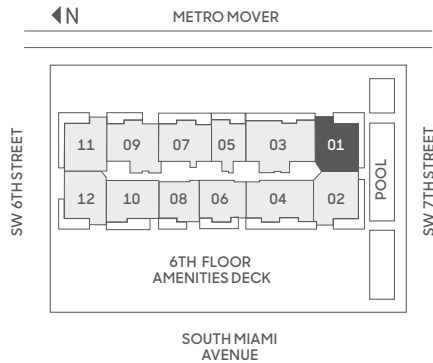 N
METRO MOVER
SW 6TH STREET
11 09 07 05 03 01
12 10 08 06 04 02
POOL
SW 7TH STREET
6TH FLOOR
AMENITIES DECK
SOUTH MIAMI
AVENUE